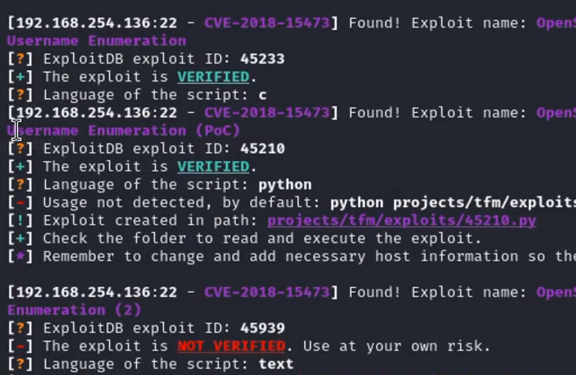 [192.168.254.136:22 - CVE-2018-15473] Found! Exploit name: OpenS
Username Enumeration
[?] ExploitDB exploit ID: 45233
[+] The exploit is VERIFIED.
[?] Language of the script: c
[192.168.254.136:22 - CVE-2018-15473] Found! Exploit name: OpenS
Username Enumeration (PoC)
[?] ExploitDB exploit ID: 45210
[+] The exploit is VERIFIED.
[?] Language of the script: python
[-] Usage not detected, by default: python projects/tfm/exploits
[!] Exploit created in path: projects/tfm/exploits/45210.py
[+] Check the folder to read and execute the exploit.
[*] Remember to change and add necessary host information so the
[192.168.254.136:22 - CVE-2018-15473] Found! Exploit name: OpenS
Enumeration (2)
[?] ExploitDB exploit ID: 45939
[-] The exploit is NOT VERIFIED. Use at your own risk.
[?] Language of the script: text